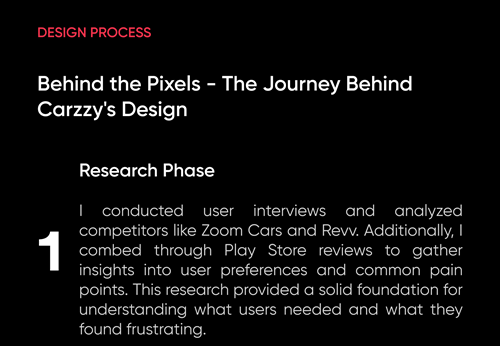 DESIGN PROCESS
Behind the Pixels - The Journey Behind
Carzzy's Design
Research Phase
1
I conducted user interviews and analyzed
competitors like Zoom Cars and Revv. Additionally, I
combed through Play Store reviews to gather
insights into user preferences and common pain
points. This research provided a solid foundation for
understanding what users needed and what they
found frustrating.